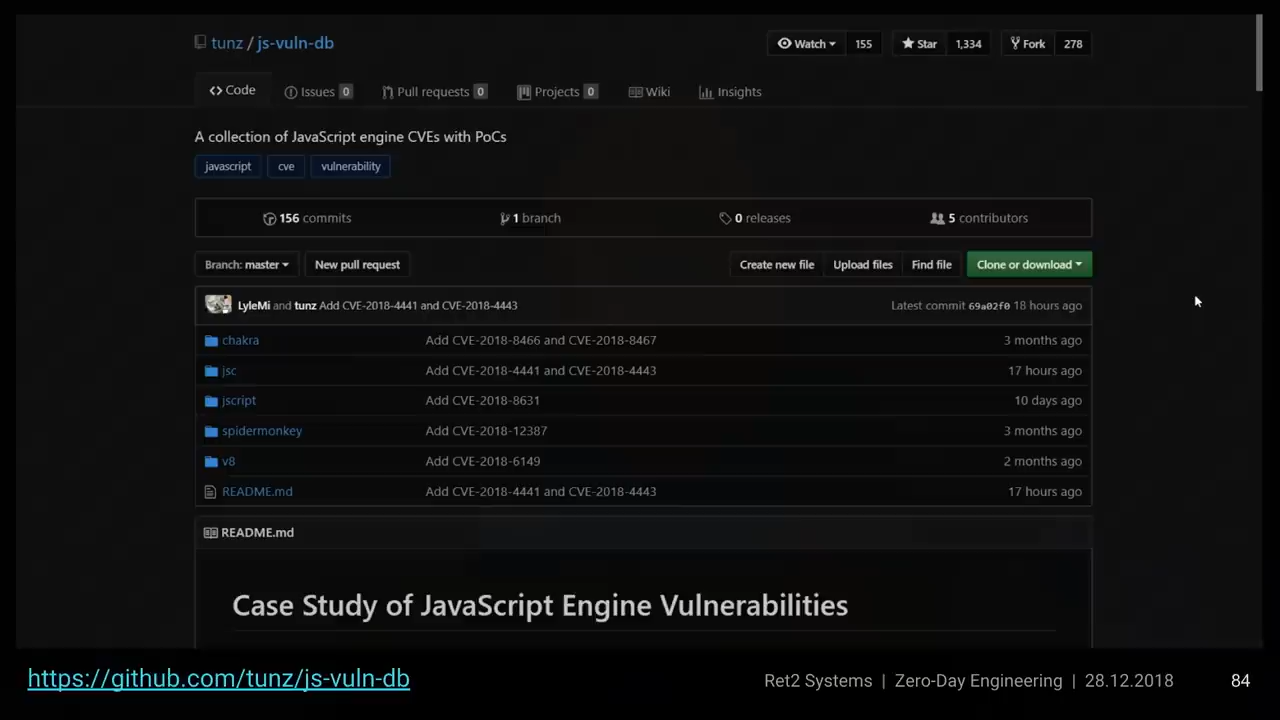 tunz / js-vuln-db
Watch 155 Star 1,334 Fork 278
Code Issues 0 Pull requests 0 Projects 0 Wiki Insights
A collection of JavaScript engine CVEs with PoCs
javascript cve vulnerability
156 commits 1 branch 0 releases 5 contributors
Branch: master New pull request Create new file Upload files Find file Clone or download
LyleMi and tunz Add CVE-2018-4441 and CVE-2018-4443 Latest commit 69a02f0 18 hours ago
chakra Add CVE-2018-8466 and CVE-2018-8467 3 months ago
jsc Add CVE-2018-4441 and CVE-2018-4443 17 hours ago
jscript Add CVE-2018-8631 10 days ago
spidermonkey Add CVE-2018-12387 3 months ago
v8 Add CVE-2018-6149 2 months ago
README.md Add CVE-2018-4441 and CVE-2018-4443 17 hours ago
README.md
Case Study of JavaScript Engine Vulnerabilities
https://github.com/tunz/js-vuln-db Ret2 Systems | Zero-Day Engineering | 28.12.2018 84